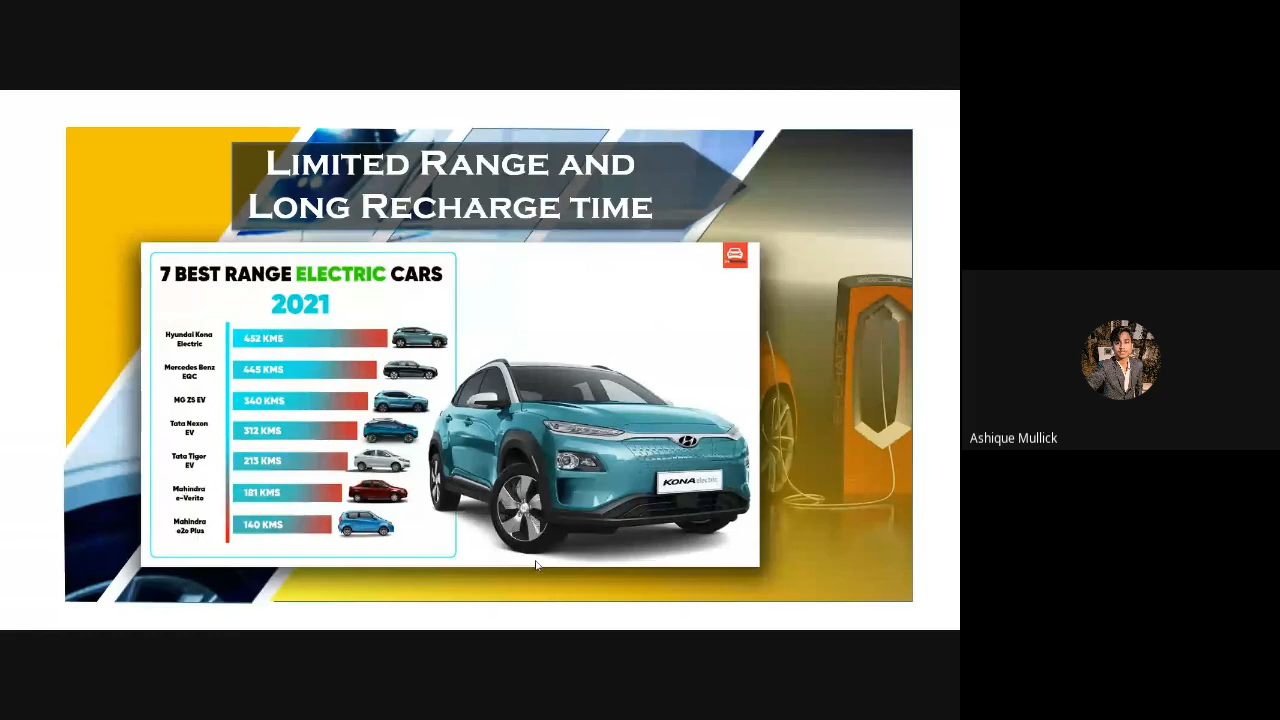 LIMITED RANGE AND
LONG RECHARGE TIME
7 BEST RANGE ELECTRIC CARS
2021
Hyundai Kona
Electric
452 KMS
Mercedes Benz
EQC
445 KMS
MG ZS EV
340 KMS
Tata Nexon
EV
312 KMS
Tata Tigor
EV
213 KMS
Mahindra
e-Verito
181 KMS
Mahindra
e2o Plus
140 KMS
KONA electric
Ashique Mullick